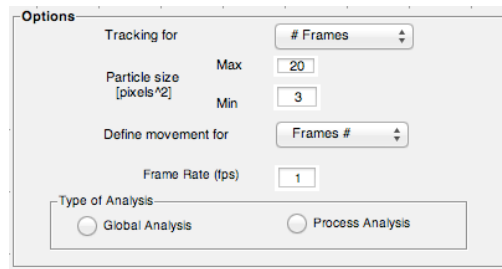 Options
Tracking for # Frames
Particle size
[pixels^2]
Max 20
Min 3
Define movement for Frames #
Frame Rate (fps) 1
Type of Analysis
Global Analysis Process Analysis